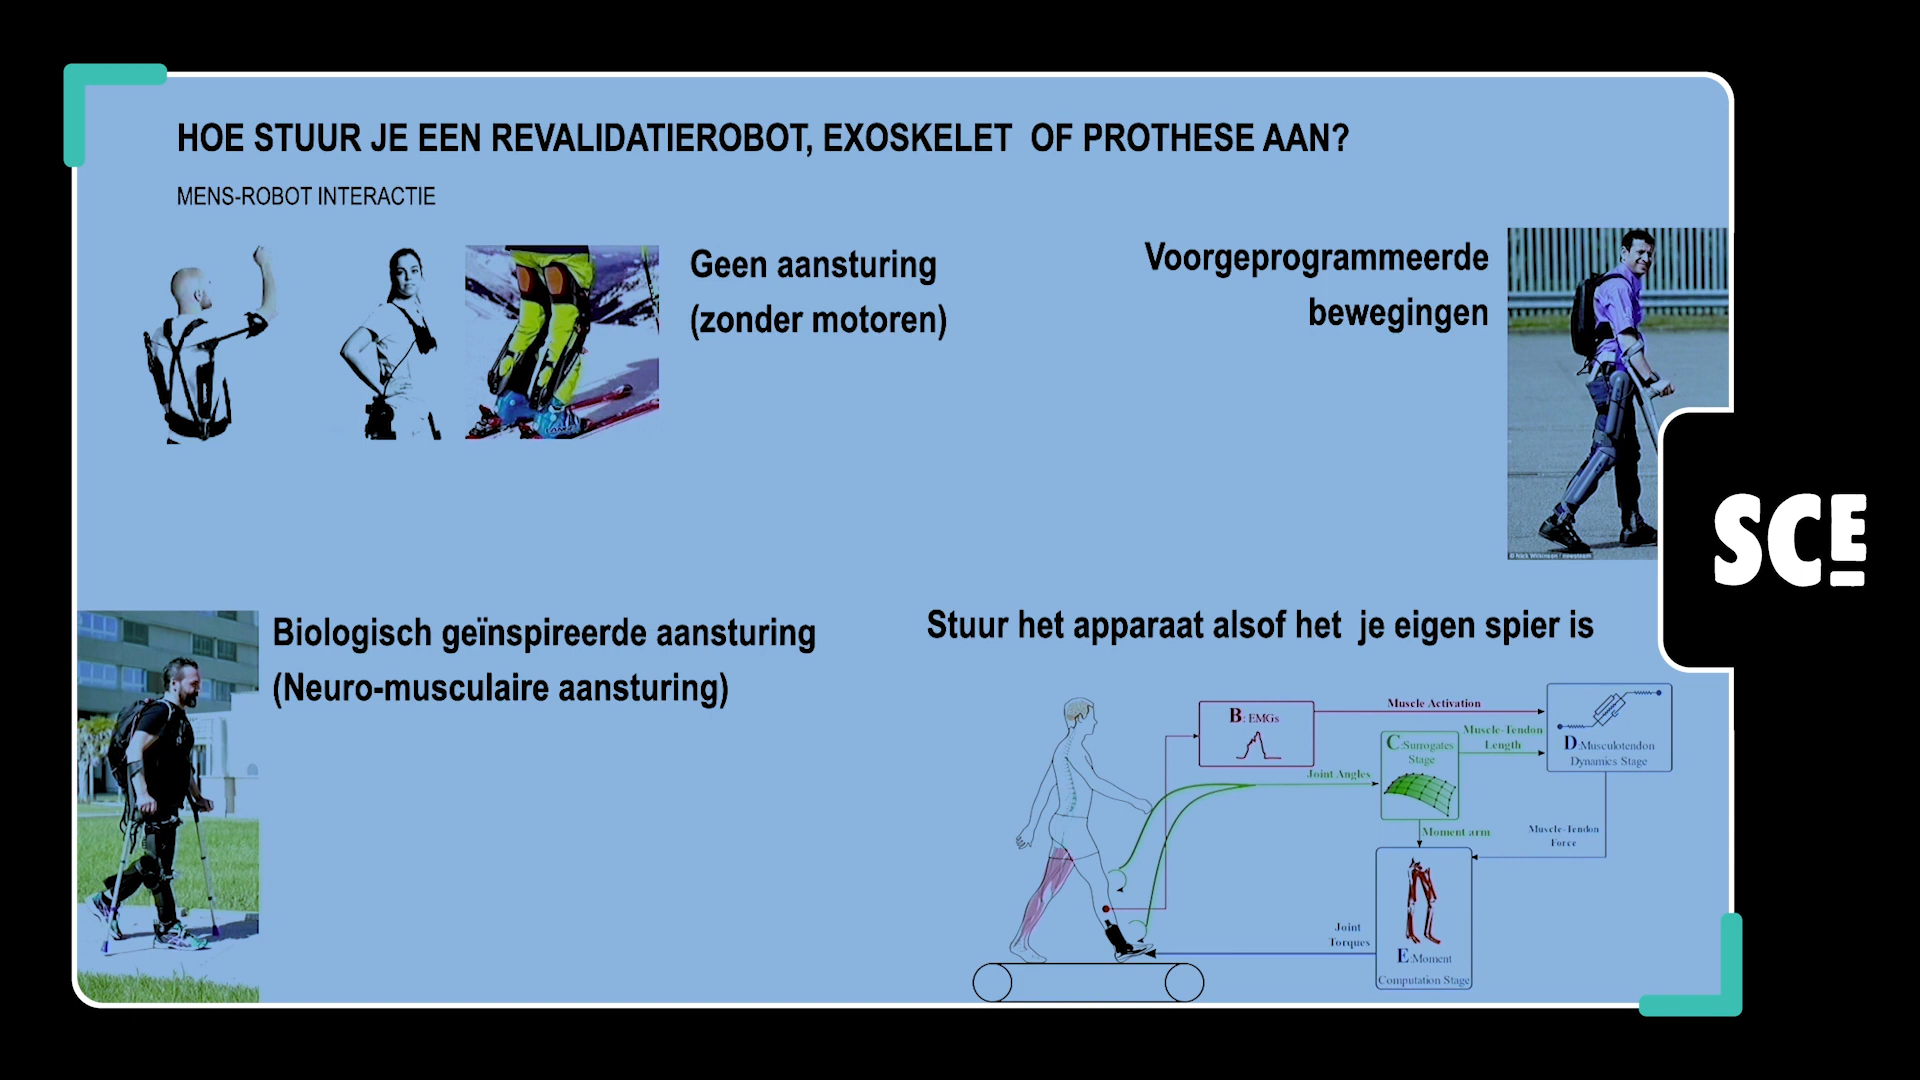 HOE STUUR JE EEN REVALIDATIEROBOT, EXOSKELET OF PROTHESE AAN?
MENS-ROBOT INTERACTIE
Geen aansturing
(zonder motoren)
Voorgeprogrammeerde
bewegingen
© Nick Wilkinson / newsteam
SCE
Biologisch geïnspireerde aansturing
(Neuro-musculaire aansturing)
Stuur het apparaat alsof het je eigen spier is
B: EMGs
Muscle Activation
Muscle-Tendon
Length
C:Surrogates
Stage
D:Musculotendon
Dynamics Stage
Joint Angles
Moment arm
Muscle-Tendon
Force
Joint
Torques
E:Moment
Computation Stage